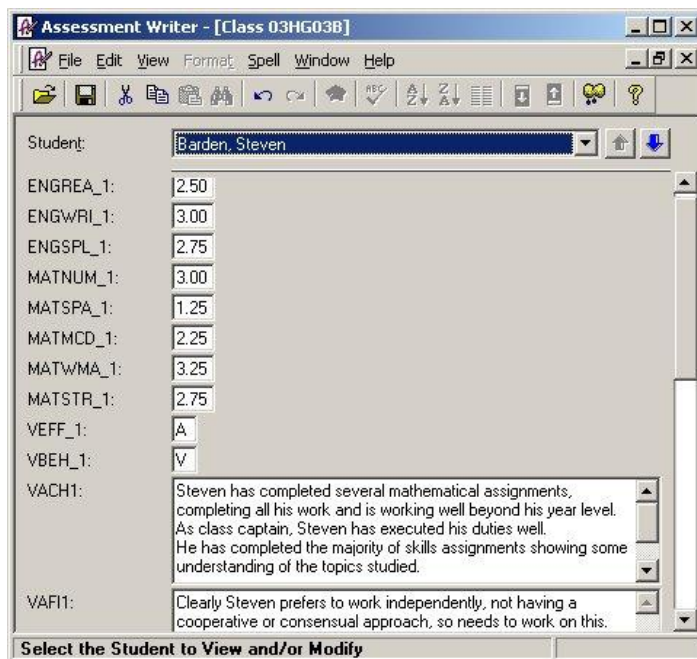 Assessment Writer - [Class 03HG03B]
File Edit View Format Spell Window Help
Student: Barden, Steven
ENGREA_1: 2.50
ENGWRI_1: 3.00
ENGSPL_1: 2.75
MATNUM_1: 3.00
MATSPA_1: 1.25
MATMCD_1: 2.25
MATWMA_1: 3.25
MATSTR_1: 2.75
VEFF_1: A
VBEH_1: V
VACH1: Steven has completed several mathematical assignments,
completing all his work and is working well beyond his year level.
As class captain, Steven has executed his duties well.
He has completed the majority of skills assignments showing some
understanding of the topics studied.
VAFI1: Clearly Steven prefers to work independently, not having a
cooperative or consensual approach, so needs to work on this.
Select the Student to View and/or Modify